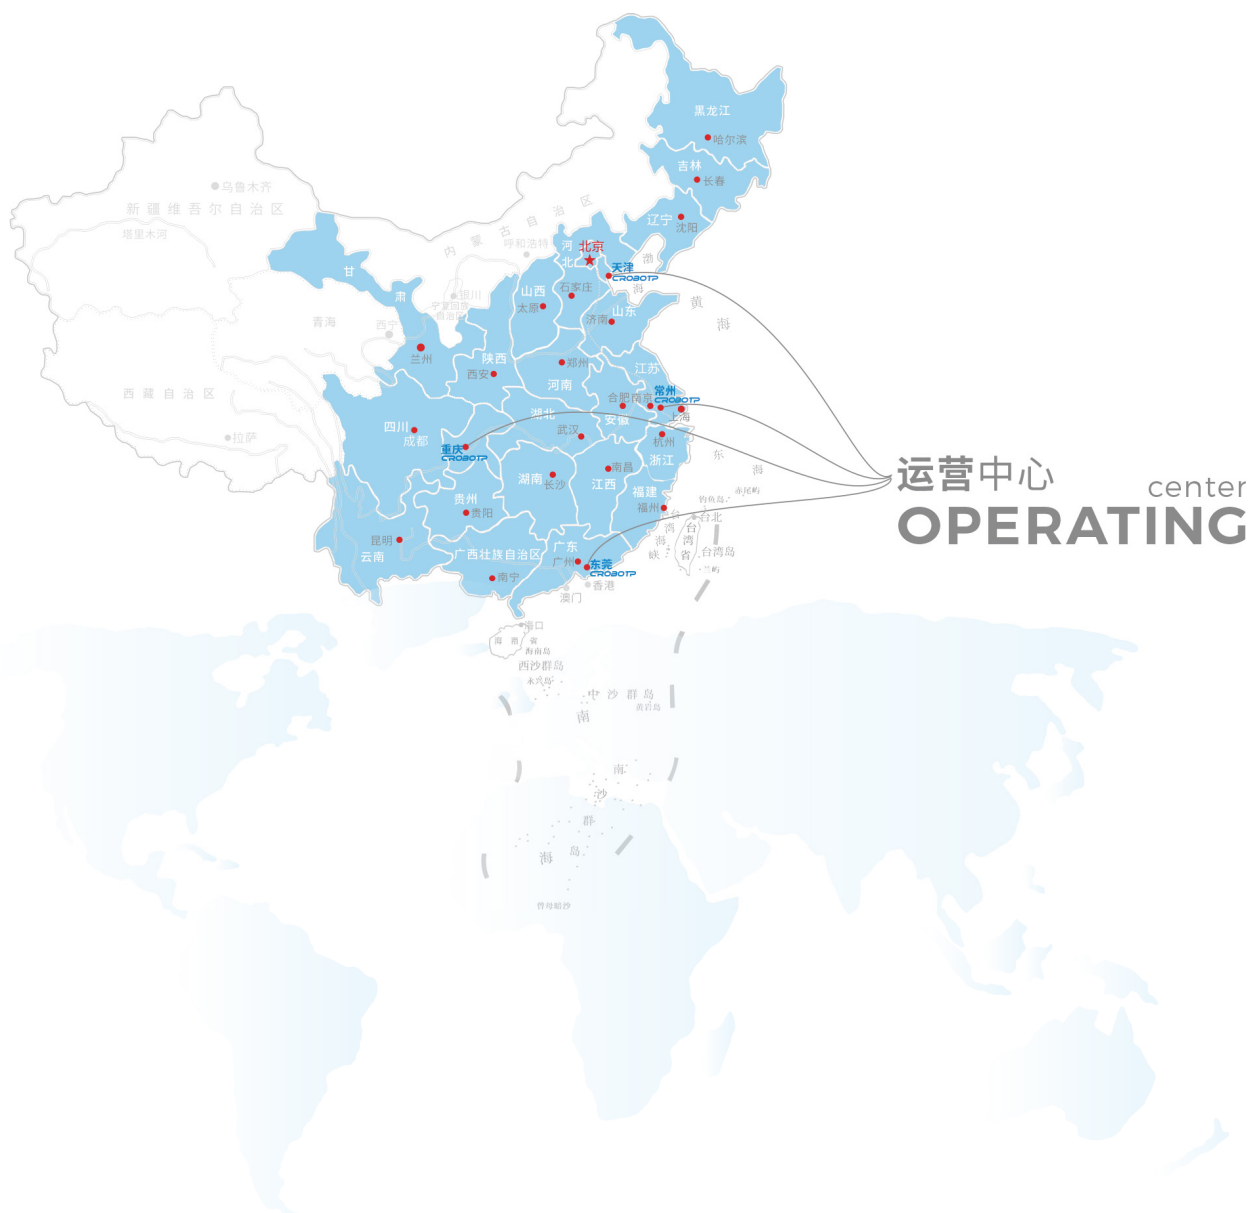 黑龙江
哈尔滨
吉林
长春
乌鲁木齐
新疆维吾尔自治区
辽宁
沈阳
塔里木河
内蒙古自治区
呼和浩特
河北
北京
渤海
天津
CROBOTP
甘肃
石家庄
山西
太原
银川
宁夏回族
自治区
黄海
山东
济南
青海
西宁
兰州
陕西
西安
郑州
河南
江苏
西藏自治区
合肥
南京
常州
CROBOTP
上海
湖北
安徽
四川
成都
武汉
杭州
拉萨
重庆
CROBOTP
浙江
东海
南昌
湖南
长沙
江西
运营中心
center
OPERATING
福建
福州
钓鱼岛
赤尾屿
贵州
贵阳
台湾海峡
台北
台湾省
台湾岛
兰屿
昆明
云南
广西壮族自治区
南宁
广东
广州
东莞
CROBOTP
香港
澳门
海口
海南省
海南岛
西沙群岛
永兴岛
中沙群岛
黄岩岛
南海
南沙群岛
曾母暗沙